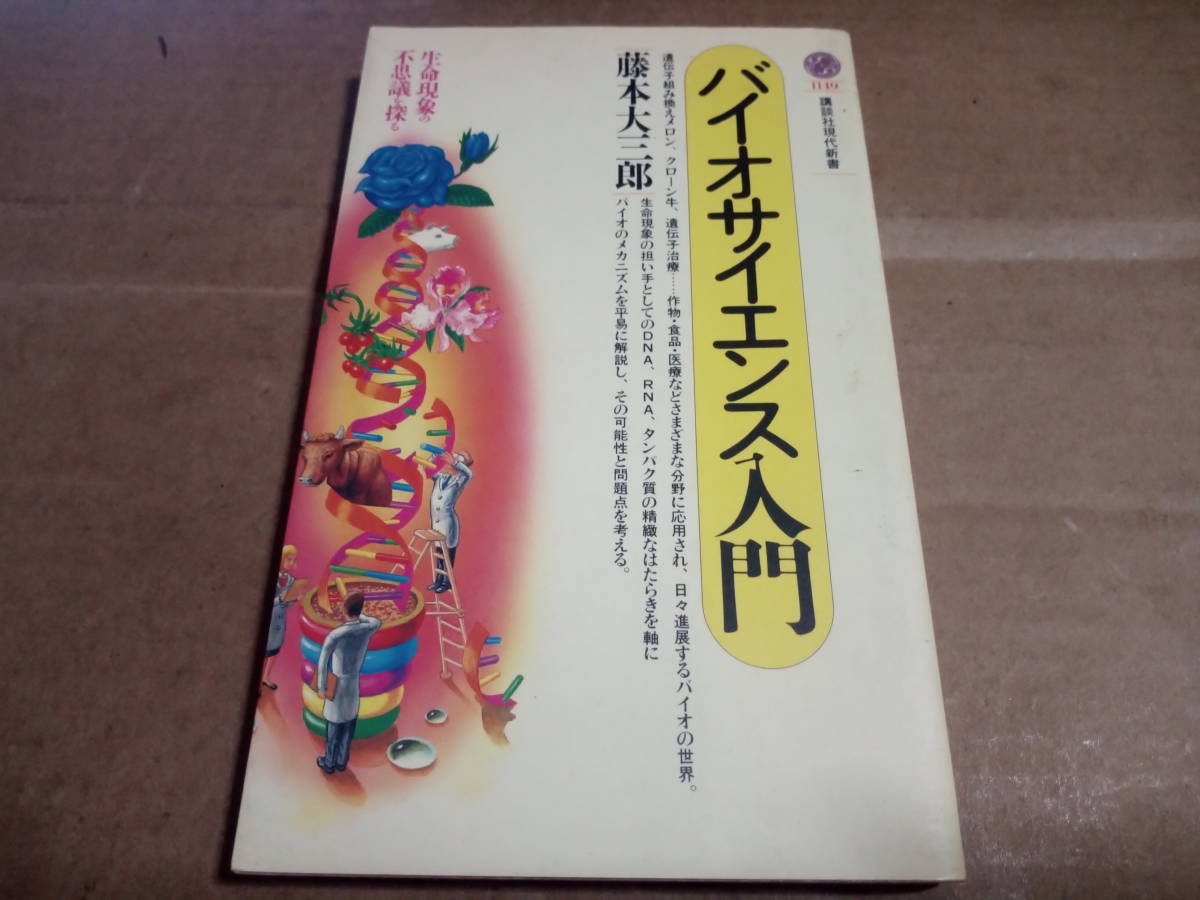 1149
講談社現代新書
バイオサイエンス入門
遺伝子組み換えメロン、クローン牛、遺伝子治療……作物・食品・医療などさまざまな分野に応用され、日々進展するバイオの世界。
生命現象の担い手としてのDNA、RNA、タンパク質の精緻なはたらきを軸に
バイオのメカニズムを平易に解説し、その可能性と問題点を考える。
藤本大三郎
生命現象の
不思議を探る